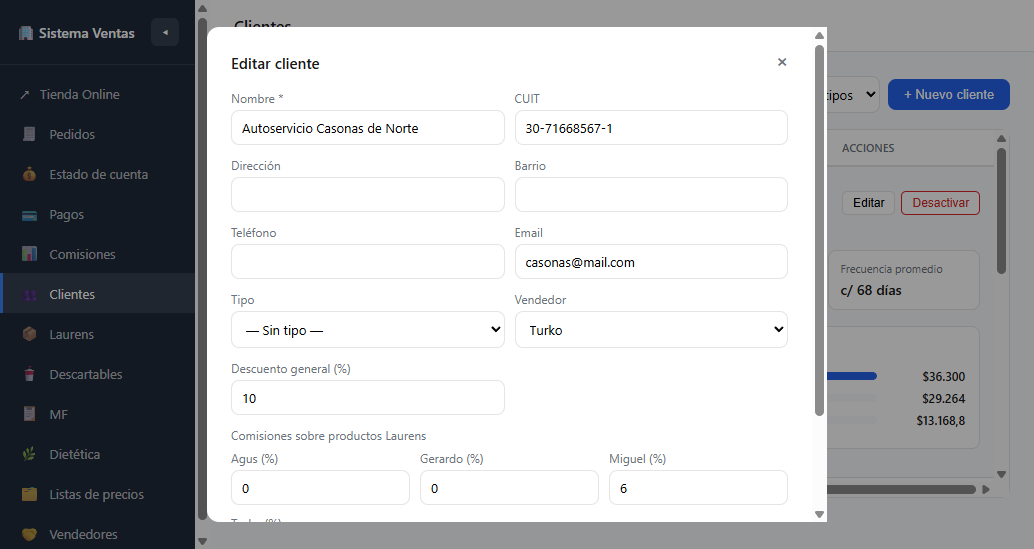 Sistema Ventas
Tienda Online
Pedidos
Estado de cuenta
Pagos
Comisiones
Clientes
Laurens
Descartables
MF
Dietética
Listas de precios
Vendedores
Clientes
tipos
+ Nuevo cliente
ACCIONES
Editar
Desactivar
Frecuencia promedio
c/ 68 días
$36.300
$29.264
$13.168,8
Editar cliente
×
Nombre *
CUIT
Autoservicio Casonas de Norte
30-71668567-1
Dirección
Barrio
Teléfono
Email
casonas@mail.com
Tipo
Vendedor
— Sin tipo —
Turko
Descuento general (%)
10
Comisiones sobre productos Laurens
Agus (%)
Gerardo (%)
Miguel (%)
0
0
6